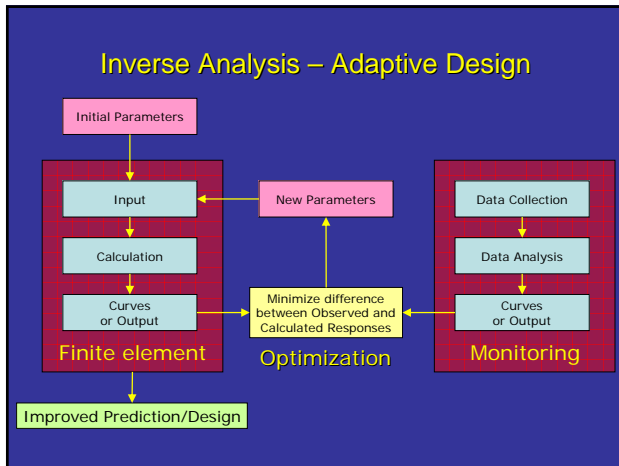 Inverse Analysis – Adaptive Design
Initial Parameters
Input
New Parameters
Data Collection
Calculation
Data Analysis
Curves
or Output
Minimize difference
between Observed and
Calculated Responses
Curves
or Output
Finite element
Optimization
Monitoring
Improved Prediction/Design